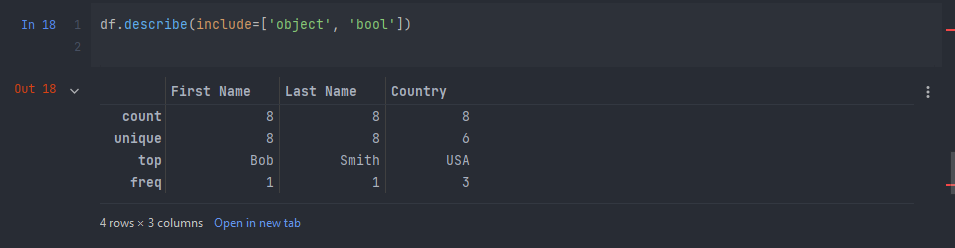 In 18 1 df.describe(include=['object', 'bool'])
2
Out 18 First Name Last Name Country
count 8 8 8
unique 8 8 6
top Bob Smith USA
freq 1 1 3
4 rows × 3 columns Open in new tab